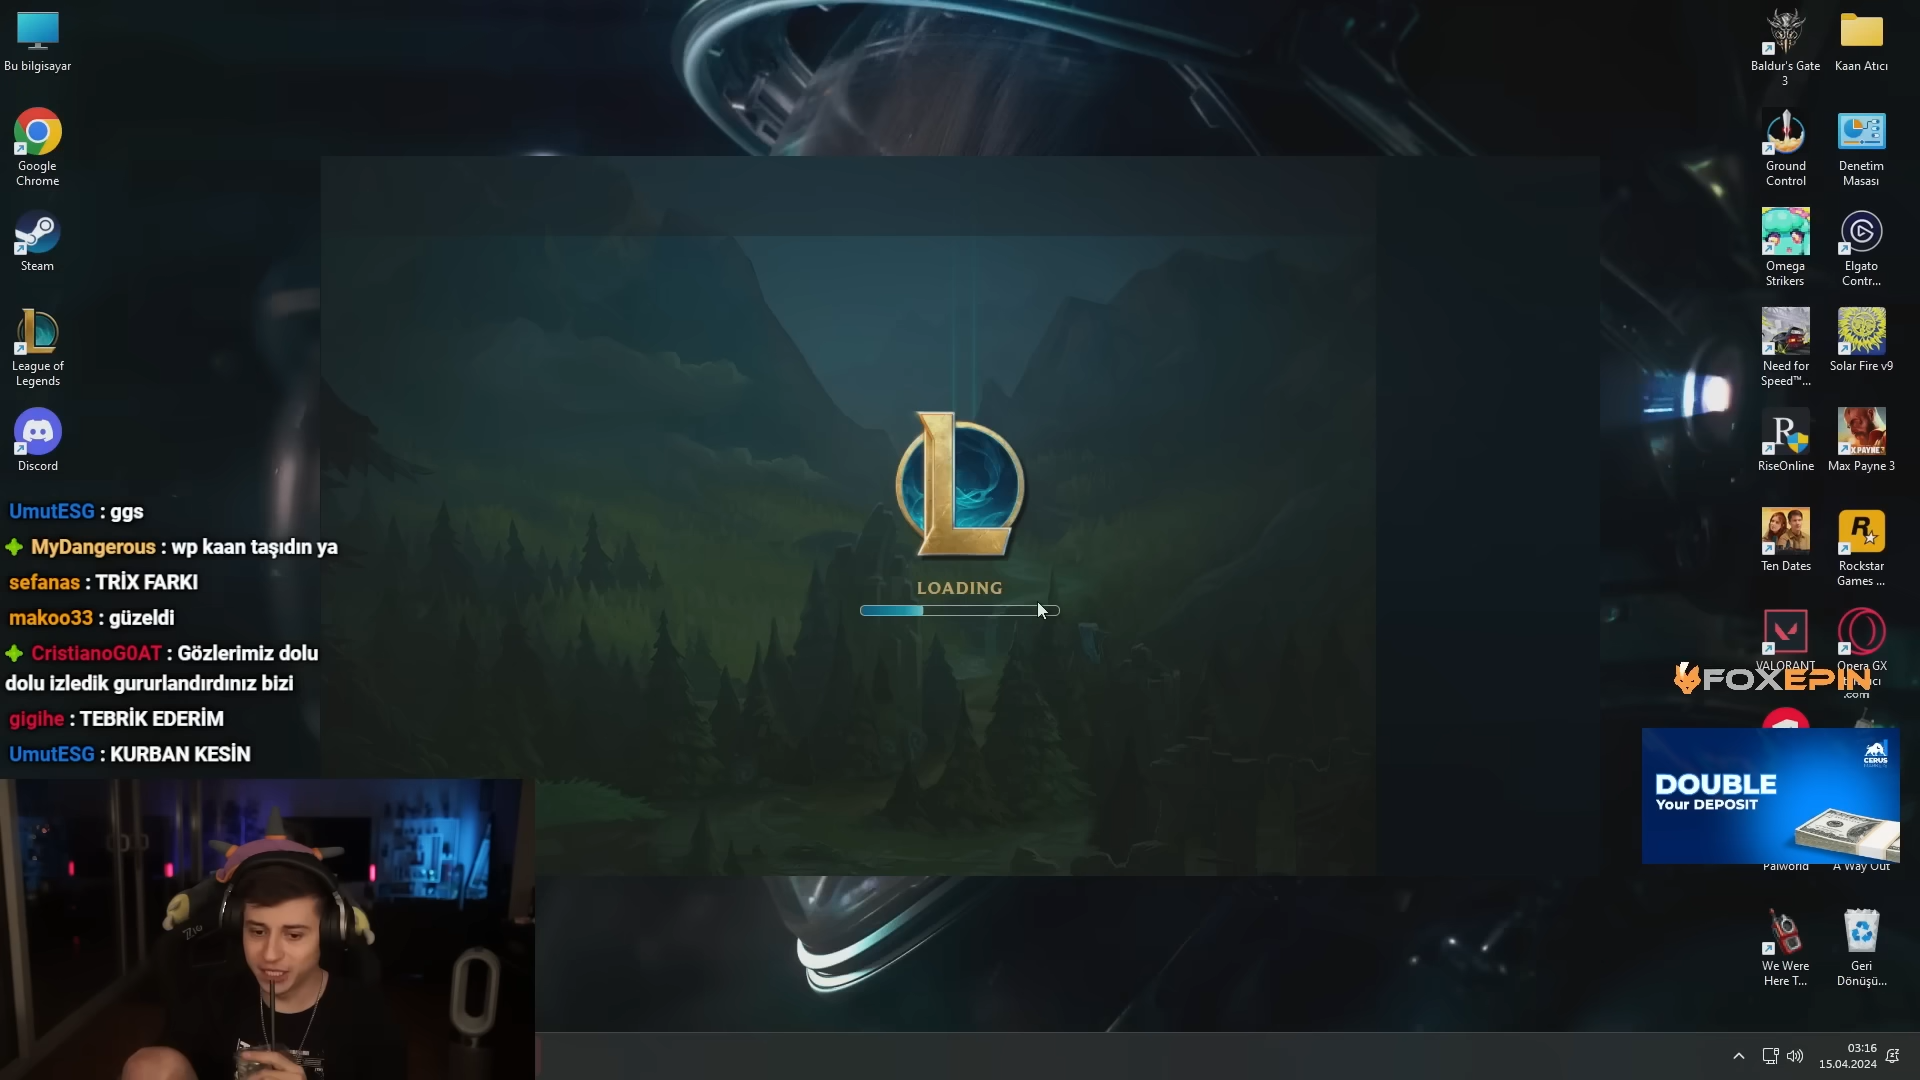 Bu bilgisayar
Google
Chrome
Steam
League of
Legends
Discord
UmutESG : ggs
MyDangerous : wp kaan taşıdın ya
sefanas : TRİX FARKI
makoo33 : güzeldi
CristianoG0AT : Gözlerimiz dolu
dolu izledik gururlandırdınız bizi
gigihe : TEBRİK EDERİM
UmutESG : KURBAN KESİN
LOADING
Baldur's Gate
3
Kaan Atıcı
Ground
Control
Denetim
Masası
Omega
Strikers
Elgato
Contr...
Need for
Speed™...
Solar Fire v9
RiseOnline
Max Payne 3
Ten Dates
Rockstar
Games ...
VALORANT
Opera GX
FOXEPIN
.com
CERUS
DOUBLE
Your DEPOSIT
Palworld
A Way Out
We Were
Here T...
Geri
Dönüşü...
03:16
15.04.2024